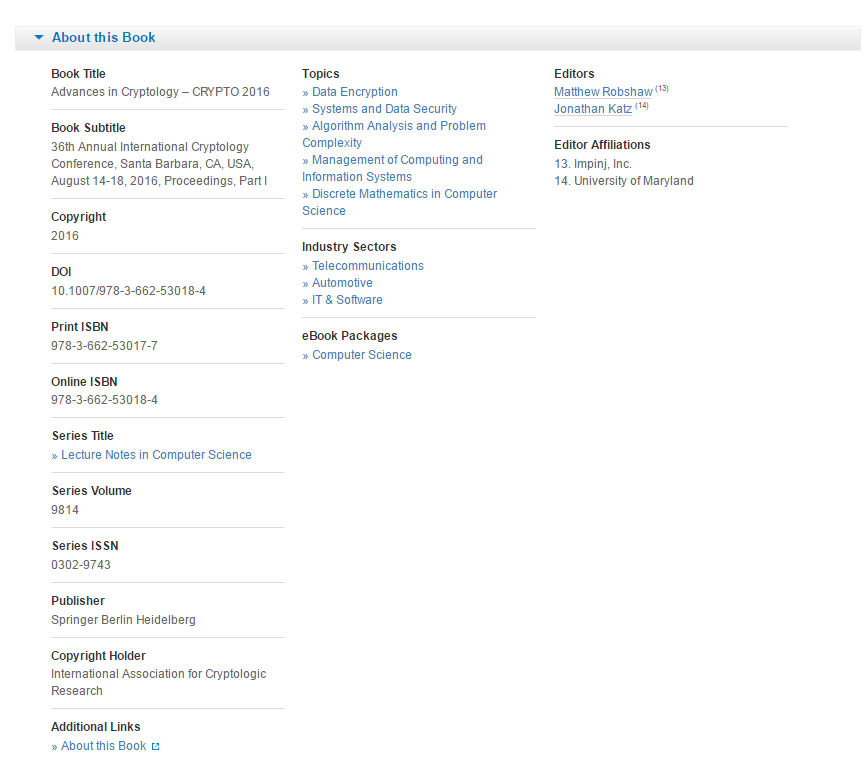 About this Book
Book Title
Advances in Cryptology – CRYPTO 2016
Book Subtitle
36th Annual International Cryptology
Conference, Santa Barbara, CA, USA,
August 14-18, 2016, Proceedings, Part I
Copyright
2016
DOI
10.1007/978-3-662-53018-4
Print ISBN
978-3-662-53017-7
Online ISBN
978-3-662-53018-4
Series Title
» Lecture Notes in Computer Science
Series Volume
9814
Series ISSN
0302-9743
Publisher
Springer Berlin Heidelberg
Copyright Holder
International Association for Cryptologic
Research
Additional Links
» About this Book
Topics
» Data Encryption
» Systems and Data Security
» Algorithm Analysis and Problem
Complexity
» Management of Computing and
Information Systems
» Discrete Mathematics in Computer
Science
Industry Sectors
» Telecommunications
» Automotive
» IT & Software
eBook Packages
» Computer Science
Editors
Matthew Robshaw (13)
Jonathan Katz (14)
Editor Affiliations
13. Impinj, Inc.
14. University of Maryland